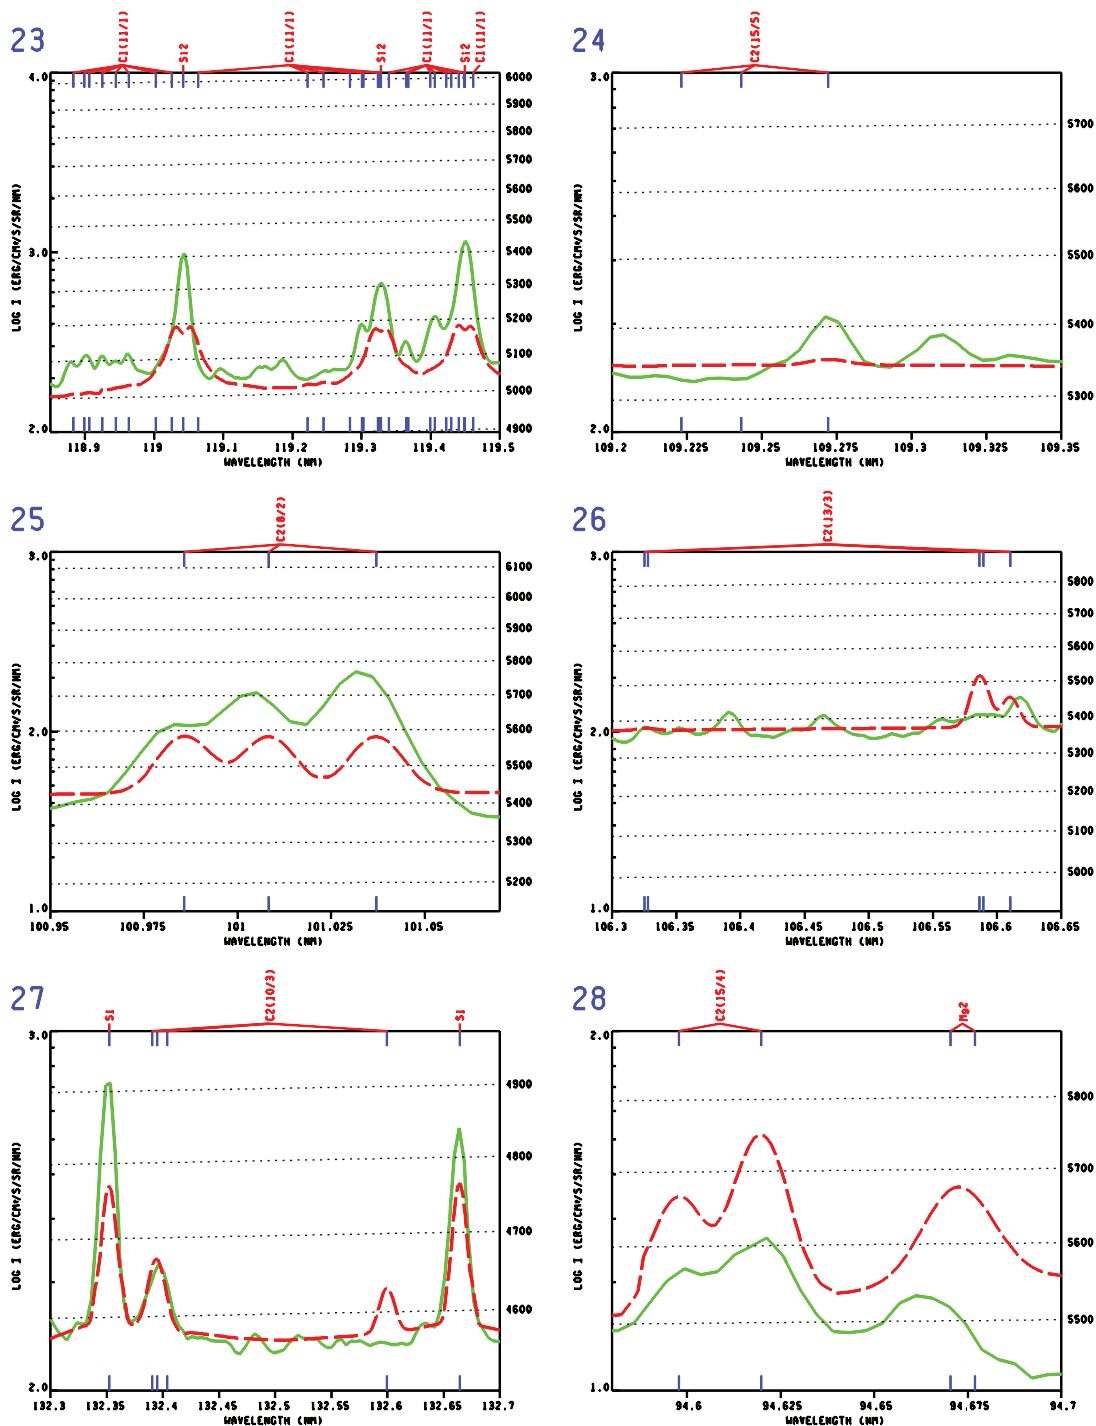 23
C1(11/1)
Si2
C1(11/1)
Si2
C1(11/1)
Si2
C1(11/1)
4.0
3.0
2.0
6000
5900
5800
5700
5600
5500
5400
5300
5200
5100
5000
4900
LOG I (ERG/CM²/S/SR/NM)
118.9 119 119.1 119.2 119.3 119.4 119.5
WAVELENGTH (NM)
24
C2(15/5)
3.0
2.0
5700
5600
5500
5400
5300
LOG I (ERG/CM²/S/SR/NM)
109.2 109.225 109.25 109.275 109.3 109.325 109.35
WAVELENGTH (NM)
25
C2(8/2)
3.0
2.0
1.0
6100
6000
5900
5800
5700
5600
5500
5400
5300
5200
LOG I (ERG/CM²/S/SR/NM)
100.95 100.975 101 101.025 101.05
WAVELENGTH (NM)
26
C2(13/3)
3.0
2.0
1.0
5800
5700
5600
5500
5400
5300
5200
5100
5000
LOG I (ERG/CM²/S/SR/NM)
106.3 106.35 106.4 106.45 106.5 106.55 106.6 106.65
WAVELENGTH (NM)
27
S1
C2(10/3)
S1
3.0
2.0
4900
4800
4700
4600
LOG I (ERG/CM²/S/SR/NM)
132.3 132.35 132.4 132.45 132.5 132.55 132.6 132.65 132.7
WAVELENGTH (NM)
28
C2(15/4)
Mg2
2.0
1.0
5800
5700
5600
5500
LOG I (ERG/CM²/S/SR/NM)
94.6 94.625 94.65 94.675 94.7
WAVELENGTH (NM)